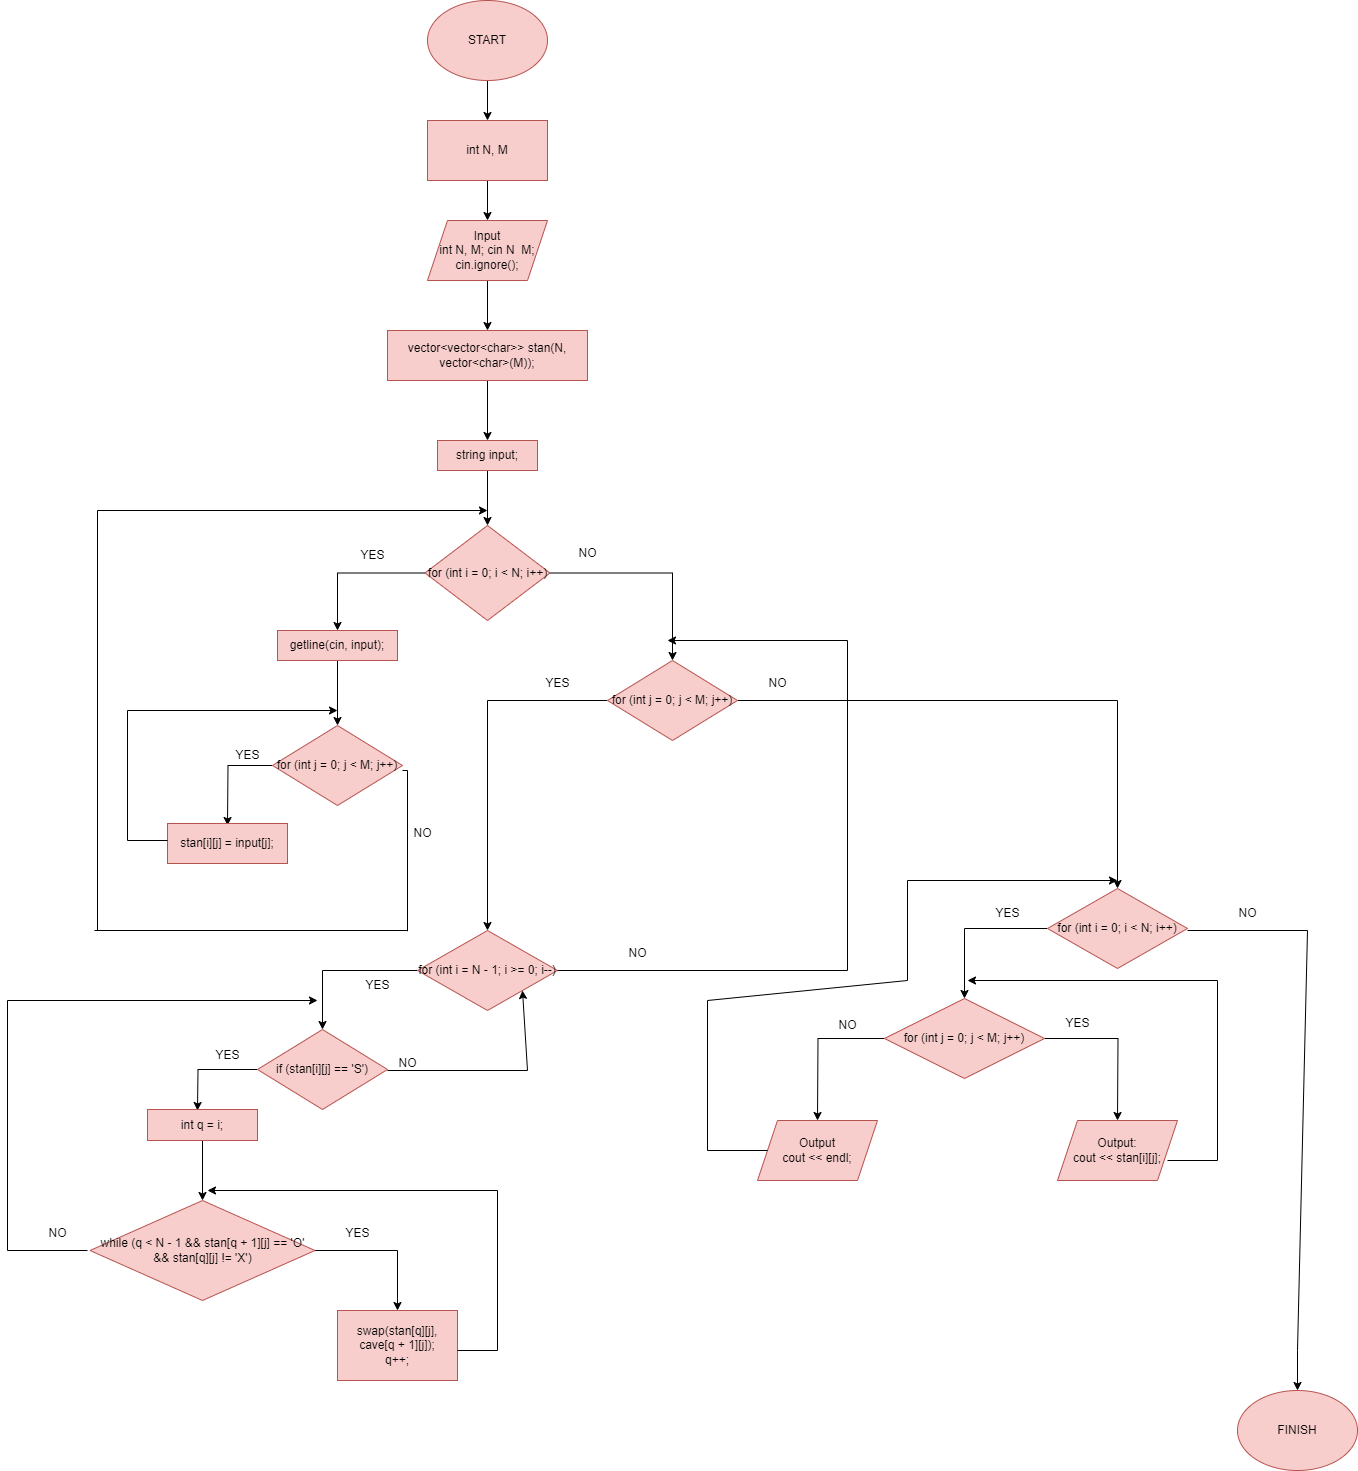 START
int N, M
Input
int N, M; cin N  M;
cin.ignore();
vector<vector<char>> stan(N,
vector<char>(M));
string input;
for (int i = 0; i < N; i++)
YES
NO
getline(cin, input);
for (int j = 0; j < M; j++)
YES
NO
for (int j = 0; j < M; j++)
YES
NO
stan[i][j] = input[j];
for (int i = N - 1; i >= 0; i--)
YES
NO
for (int i = 0; i < N; i++)
YES
NO
if (stan[i][j] == 'S')
YES
NO
for (int j = 0; j < M; j++)
NO
YES
int q = i;
Output
cout << endl;
Output:
cout << stan[i][j];
while (q < N - 1 && stan[q + 1][j] == 'O'
&& stan[q][j] != 'X')
NO
YES
swap(stan[q][j],
cave[q + 1][j]);
q++;
FINISH